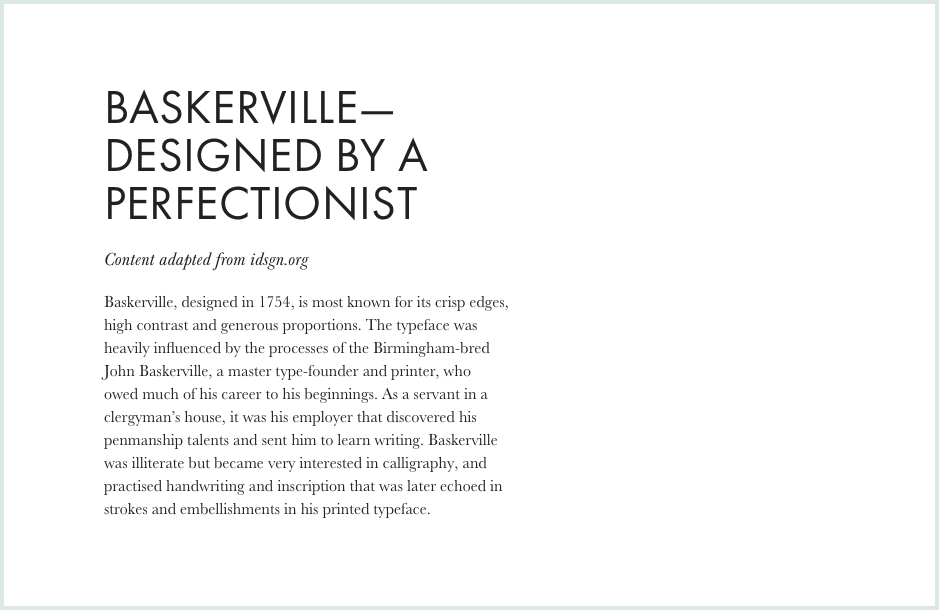 BASKERVILLE—
DESIGNED BY A
PERFECTIONIST
Content adapted from idsgn.org
Baskerville, designed in 1754, is most known for its crisp edges,
high contrast and generous proportions. The typeface was
heavily influenced by the processes of the Birmingham-bred
John Baskerville, a master type-founder and printer, who
owed much of his career to his beginnings. As a servant in a
clergyman’s house, it was his employer that discovered his
penmanship talents and sent him to learn writing. Baskerville
was illiterate but became very interested in calligraphy, and
practised handwriting and inscription that was later echoed in
strokes and embellishments in his printed typeface.